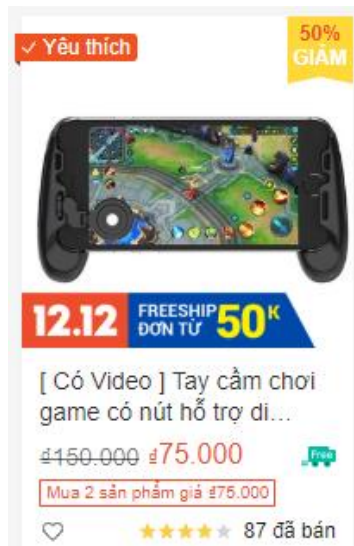 Yêu thích
50%
GIẢM
12.12
FREESHIP
ĐƠN TỪ
50K
[ Có Video ] Tay cầm chơi
game có nút hỗ trợ di...
₫150.000 ₫75.000
Free
Mua 2 sản phẩm giá ₫75.000
87 đã bán